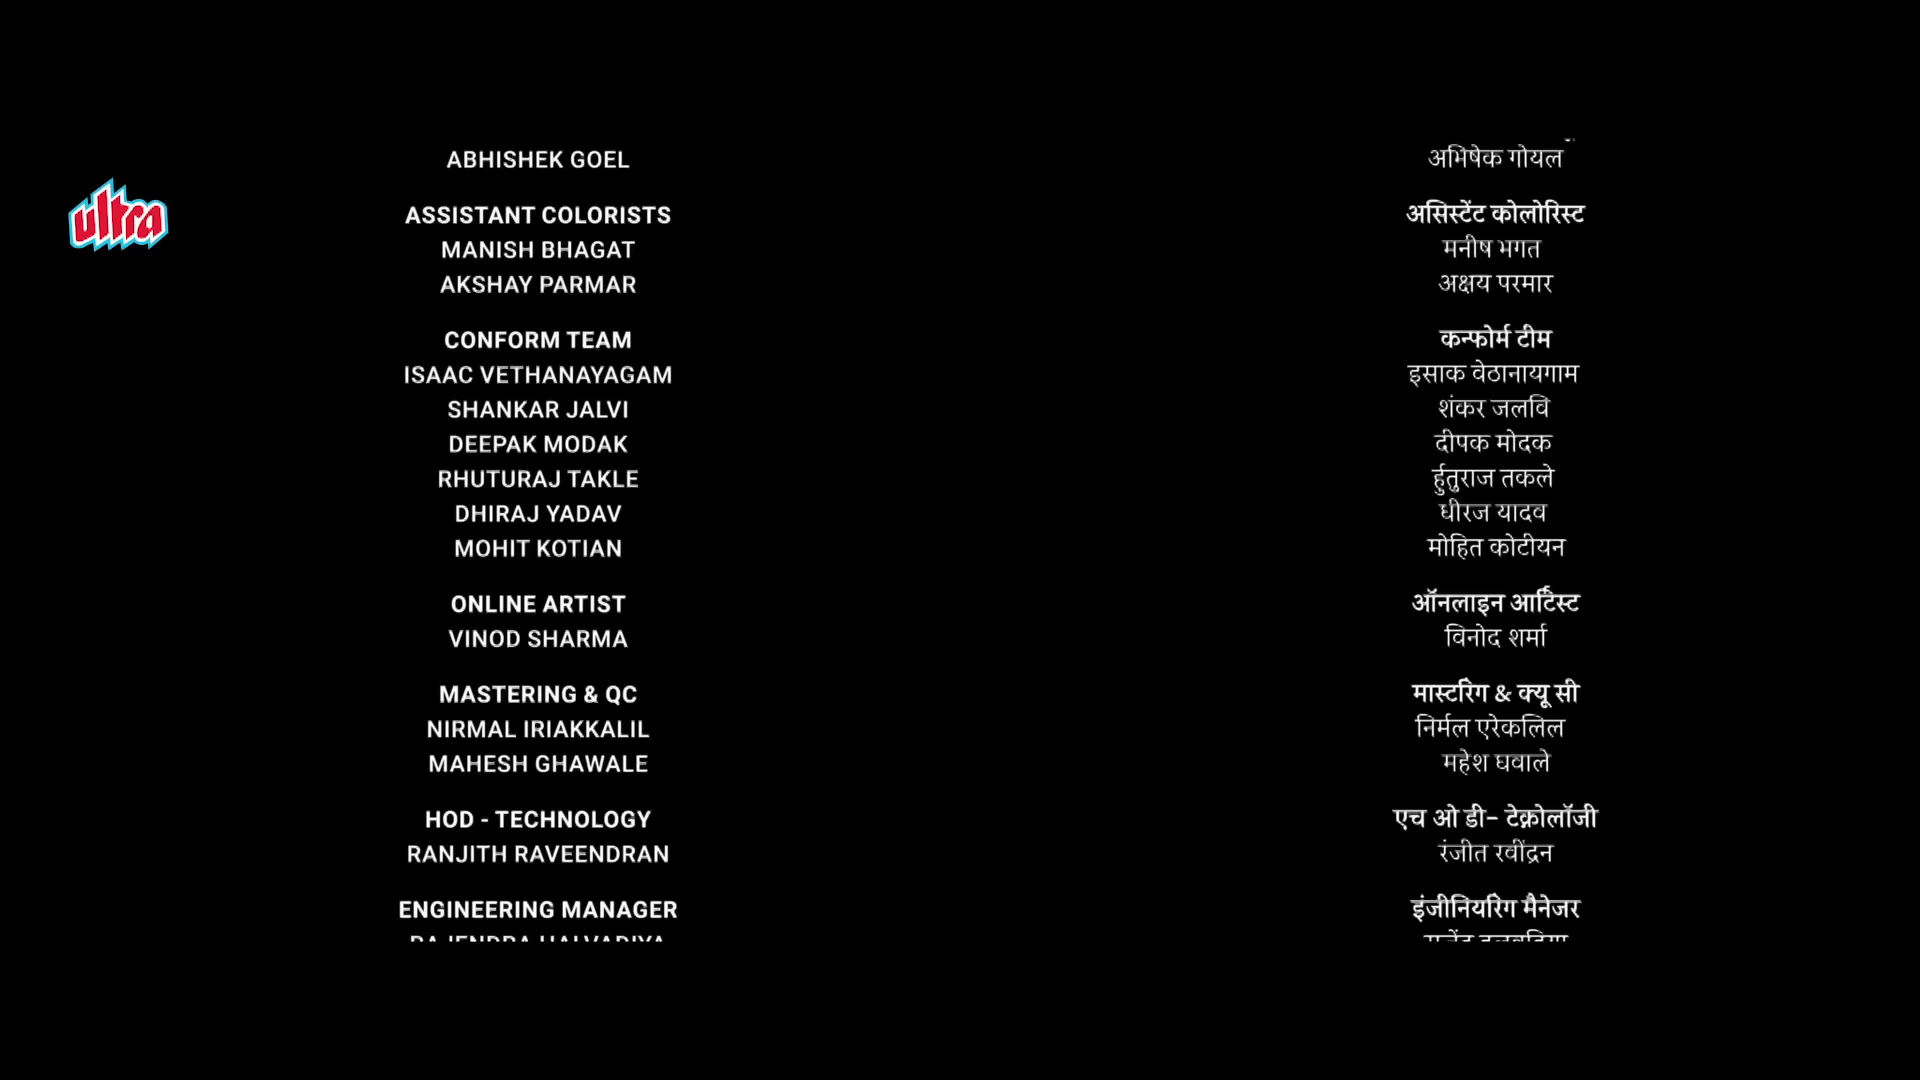 ultra
ABHISHEK GOEL
ASSISTANT COLORISTS
MANISH BHAGAT
AKSHAY PARMAR
CONFORM TEAM
ISAAC VETHANAYAGAM
SHANKAR JALVI
DEEPAK MODAK
RHUTURAJ TAKLE
DHIRAJ YADAV
MOHIT KOTIAN
ONLINE ARTIST
VINOD SHARMA
MASTERING & QC
NIRMAL IRIAKKALIL
MAHESH GHAWALE
HOD - TECHNOLOGY
RANJITH RAVEENDRAN
ENGINEERING MANAGER
RAJENDRA HALVADIYA
अभिषेक गोयल
असिस्टेंट कोलोरिस्ट
मनीष भगत
अक्षय परमार
कन्फोर्म टीम
इसाक वेठानायगाम
शंकर जलवि
दीपक मोदक
र्हुतुराज तकले
धीरज यादव
मोहित कोटीयन
ऑनलाइन आर्टिस्ट
विनोद शर्मा
मास्टरिंग & क्यू सी
निर्मल एरेकलिल
महेश घवाले
एच ओ डी- टेक्नोलॉजी
रंजीत रवींद्रन
इंजीनियरिंग मैनेजर